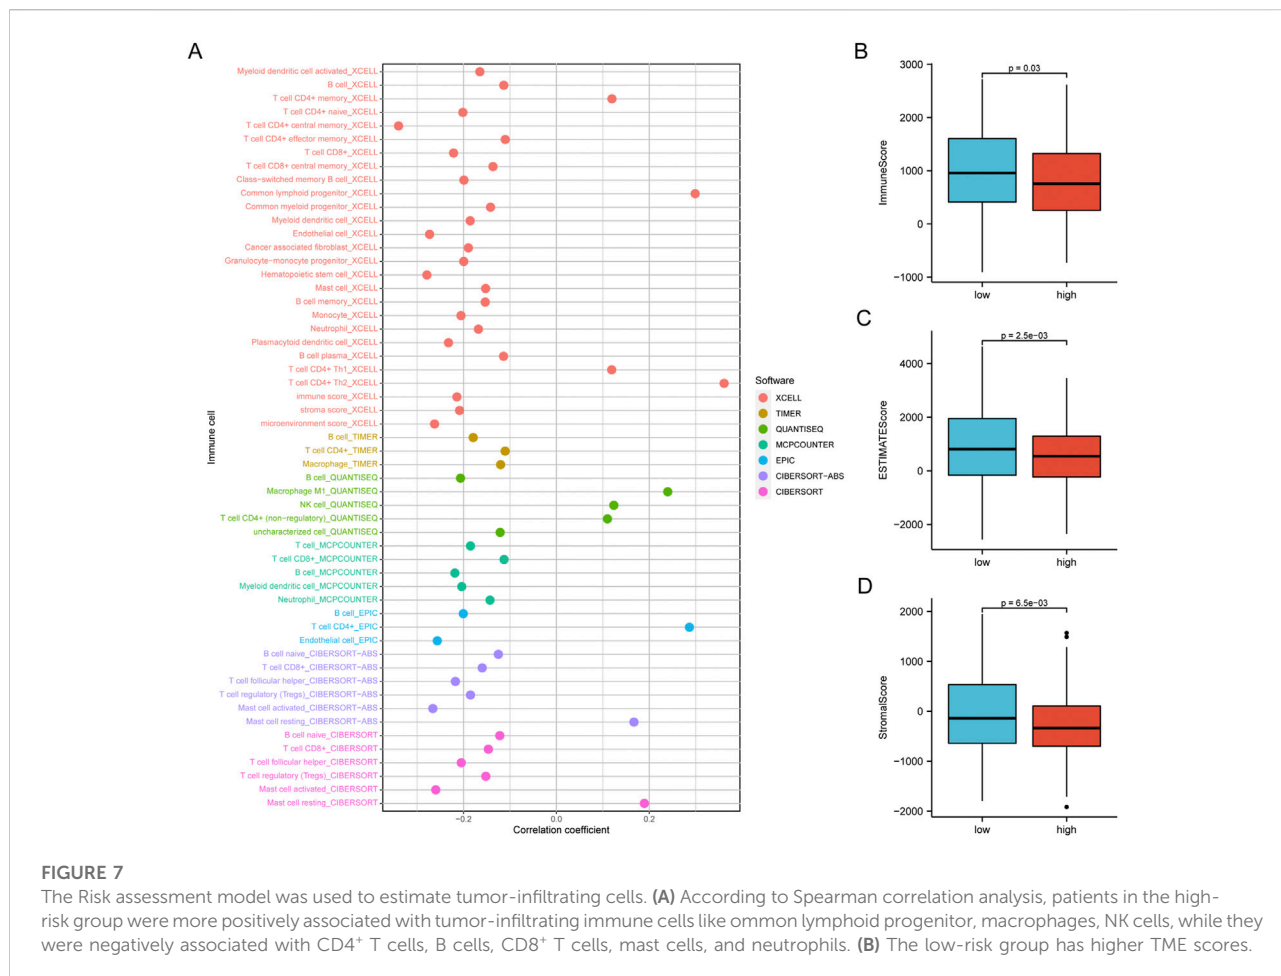 A
Myeloid dendritic cell activated_XCELL
B cell_XCELL
T cell CD4+ memory_XCELL
T cell CD4+ naive_XCELL
T cell CD4+ central memory_XCELL
T cell CD4+ effector memory_XCELL
T cell CD8+_XCELL
T cell CD8+ central memory_XCELL
Class-switched memory B cell_XCELL
Common lymphoid progenitor_XCELL
Common myeloid progenitor_XCELL
Myeloid dendritic cell_XCELL
Endothelial cell_XCELL
Cancer associated fibroblast_XCELL
Granulocyte-monocyte progenitor_XCELL
Hematopoietic stem cell_XCELL
Mast cell_XCELL
B cell memory_XCELL
Monocyte_XCELL
Neutrophil_XCELL
Plasmacytoid dendritic cell_XCELL
B cell plasma_XCELL
T cell CD4+ Th1_XCELL
T cell CD4+ Th2_XCELL
immune score_XCELL
stroma score_XCELL
microenvironment score_XCELL
B cell_TIMER
T cell CD4+_TIMER
Macrophage_TIMER
B cell_QUANTISEQ
Macrophage M1_QUANTISEQ
NK cell_QUANTISEQ
T cell CD4+ (non-regulatory)_QUANTISEQ
uncharacterized cell_QUANTISEQ
T cell_MCPCOUNTER
T cell CD8+_MCPCOUNTER
B cell_MCPCOUNTER
Myeloid dendritic cell_MCPCOUNTER
Neutrophil_MCPCOUNTER
B cell_EPIC
T cell CD4+_EPIC
Endothelial cell_EPIC
B cell naive_CIBERSORT-ABS
T cell CD8+_CIBERSORT-ABS
T cell follicular helper_CIBERSORT-ABS
T cell regulatory (Tregs)_CIBERSORT-ABS
Mast cell activated_CIBERSORT-ABS
Mast cell resting_CIBERSORT-ABS
B cell naive_CIBERSORT
T cell CD8+_CIBERSORT
T cell follicular helper_CIBERSORT
T cell regulatory (Tregs)_CIBERSORT
Mast cell activated_CIBERSORT
Mast cell resting_CIBERSORT
Immune cell
−0.2 0.0 0.2
Correlation coefficient
Software
XCELL
TIMER
QUANTISEQ
MCPCOUNTER
EPIC
CIBERSORT-ABS
CIBERSORT
B
p = 0.03
3000
2000
1000
0
−1000
ImmuneScore
low high
C
p = 2.5e−03
4000
2000
0
−2000
ESTIMATEScore
low high
D
p = 6.5e−03
2000
1000
0
−1000
−2000
StromalScore
low high
FIGURE 7
The Risk assessment model was used to estimate tumor-infiltrating cells. (A) According to Spearman correlation analysis, patients in the high-
risk group were more positively associated with tumor-infiltrating immune cells like ommon lymphoid progenitor, macrophages, NK cells, while they
were negatively associated with CD4⁺ T cells, B cells, CD8⁺ T cells, mast cells, and neutrophils. (B) The low-risk group has higher TME scores.